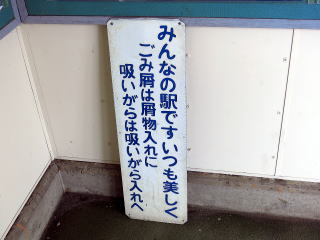 みんなの駅です いつも美しく
ごみ屑は屑物入れに
吸いがらは吸いがら入れへ